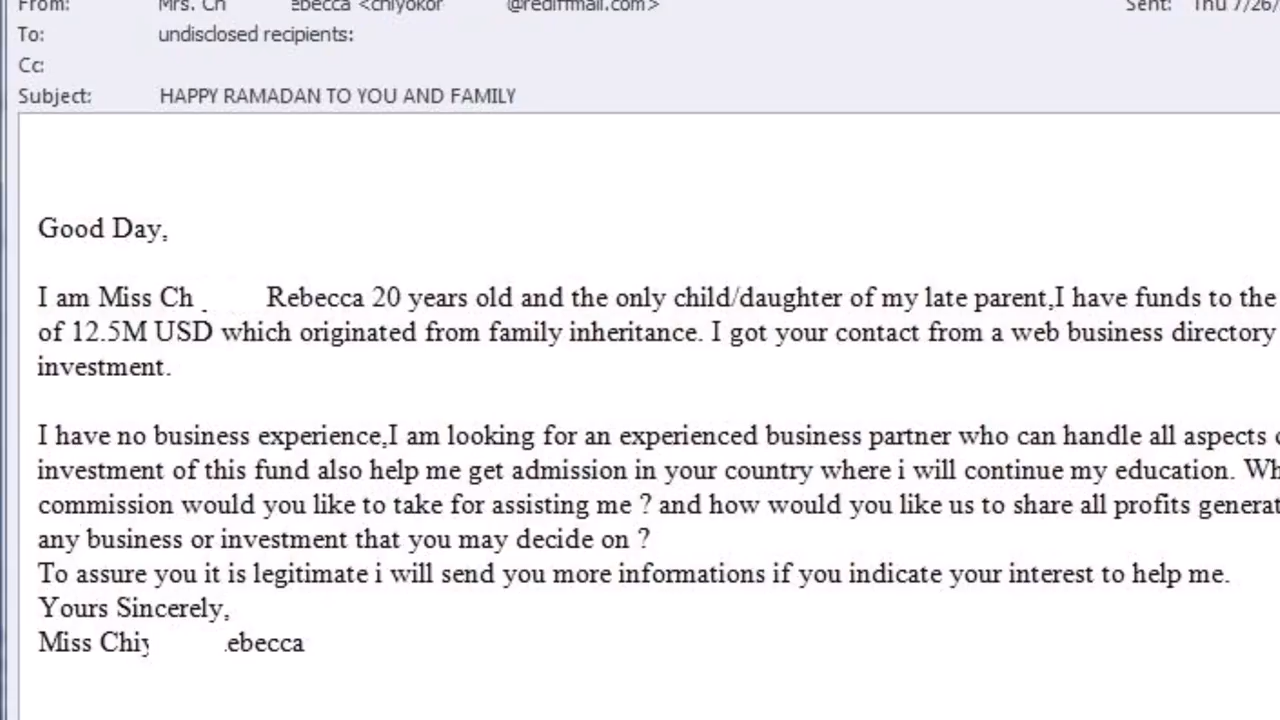 From: Mrs. Ch ebecca <chiyokor @rediffmail.com> Sent: Thu 7/26/
To: undisclosed recipients:
Cc:
Subject: HAPPY RAMADAN TO YOU AND FAMILY
Good Day,
I am Miss Ch Rebecca 20 years old and the only child/daughter of my late parent,I have funds to the
of 12.5M USD which originated from family inheritance. I got your contact from a web business directory
investment.
I have no business experience,I am looking for an experienced business partner who can handle all aspects
investment of this fund also help me get admission in your country where i will continue my education. Wh
commission would you like to take for assisting me ? and how would you like us to share all profits generat
any business or investment that you may decide on ?
To assure you it is legitimate i will send you more informations if you indicate your interest to help me.
Yours Sincerely,
Miss Chiy ebecca